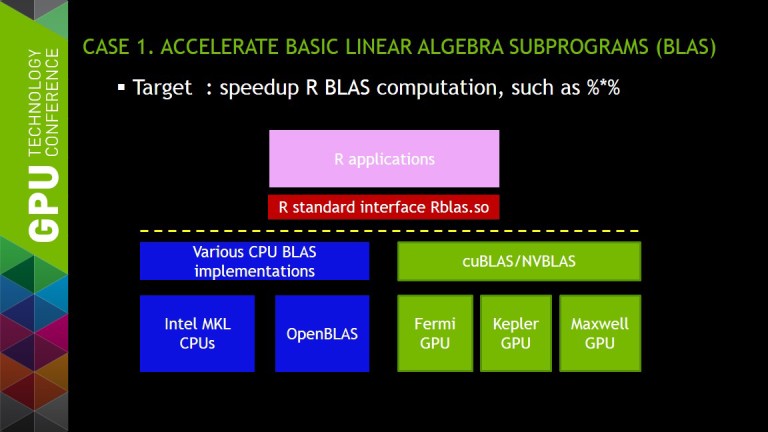 GPU TECHNOLOGY
CONFERENCE
CASE 1. ACCELERATE BASIC LINEAR ALGEBRA SUBPROGRAMS (BLAS)
▪ Target : speedup R BLAS computation, such as %*%
R applications
R standard interface Rblas.so
Various CPU BLAS
implementations
cuBLAS/NVBLAS
Intel MKL
CPUs
OpenBLAS
Fermi
GPU
Kepler
GPU
Maxwell
GPU